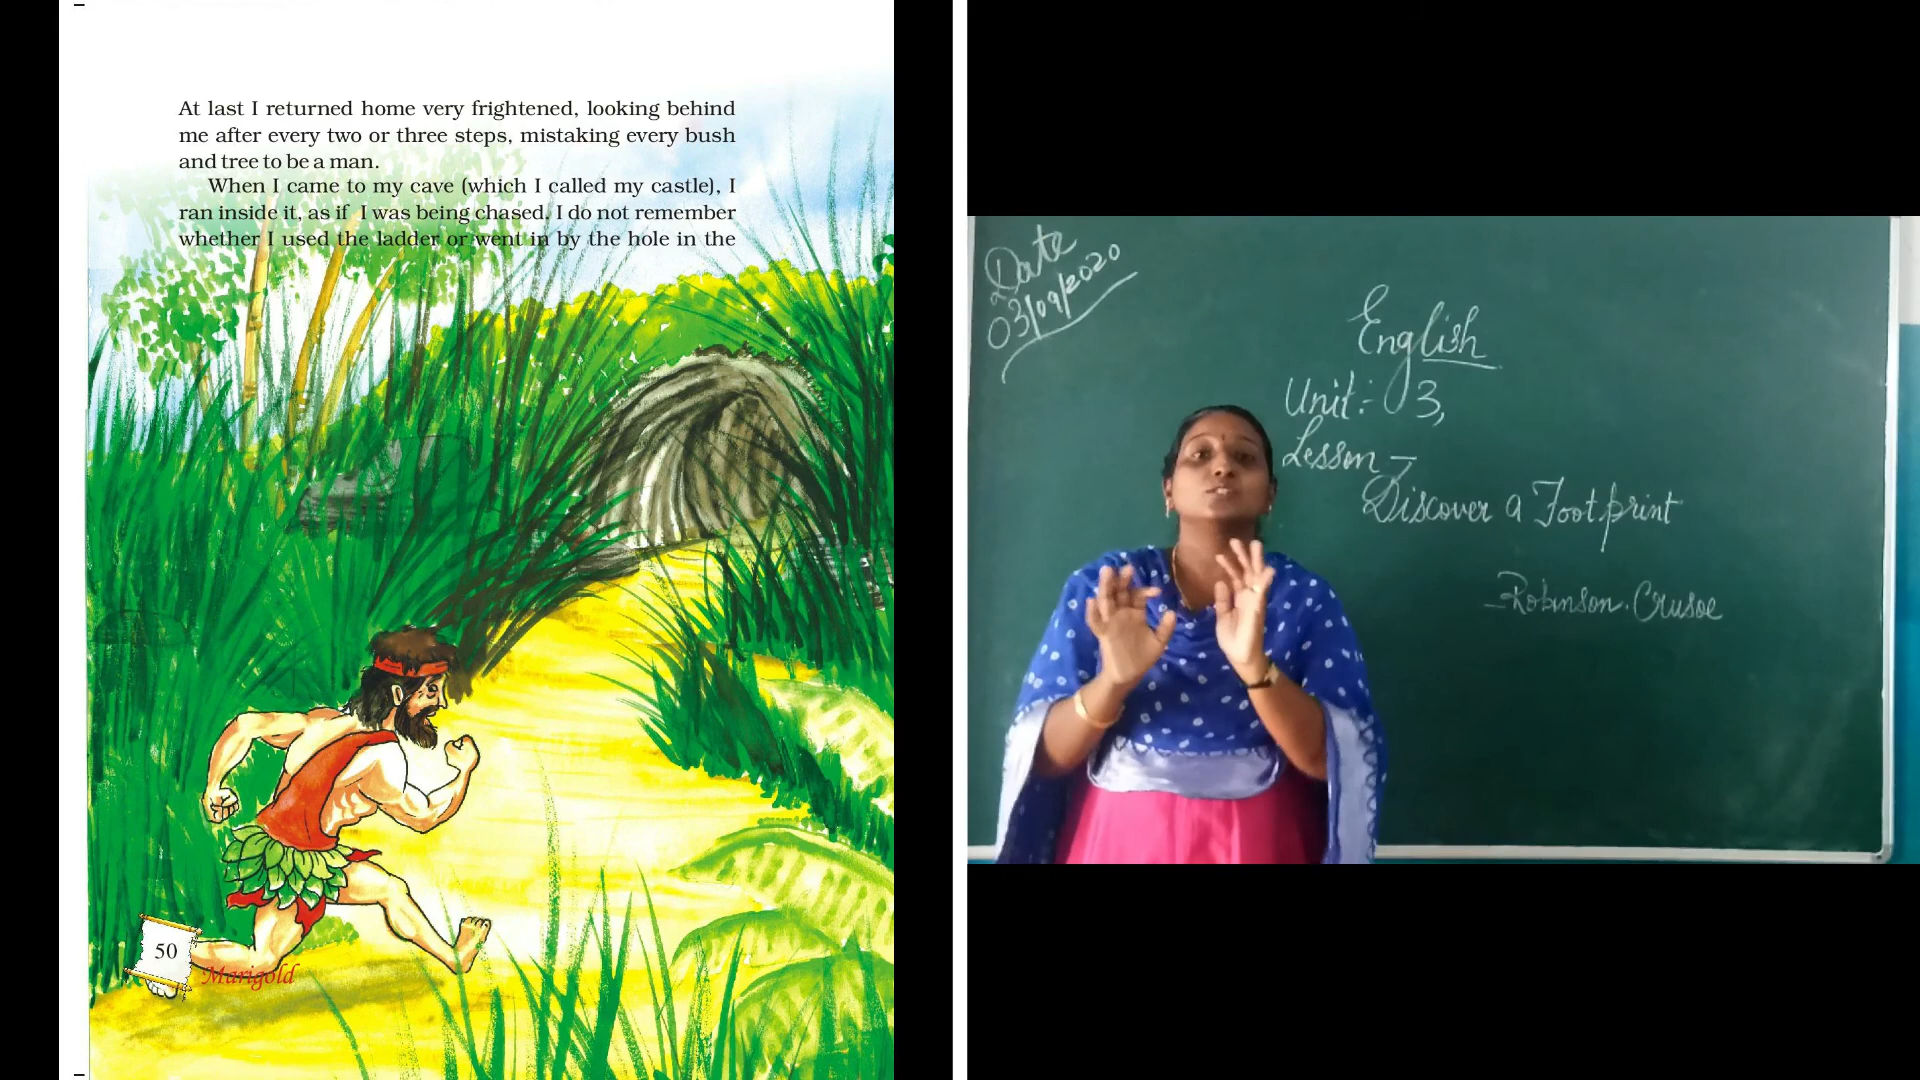 At last I returned home very frightened, looking behind
me after every two or three steps, mistaking every bush
and tree to be a man.
When I came to my cave (which I called my castle), I
ran inside it, as if I was being chased. I do not remember
whether I used the ladder or went in by the hole in the
50
Marigold
Date
03/09/2020
English
Unit:- 3,
Lesson -
Discover a Footprint
- Robinson. Crusoe